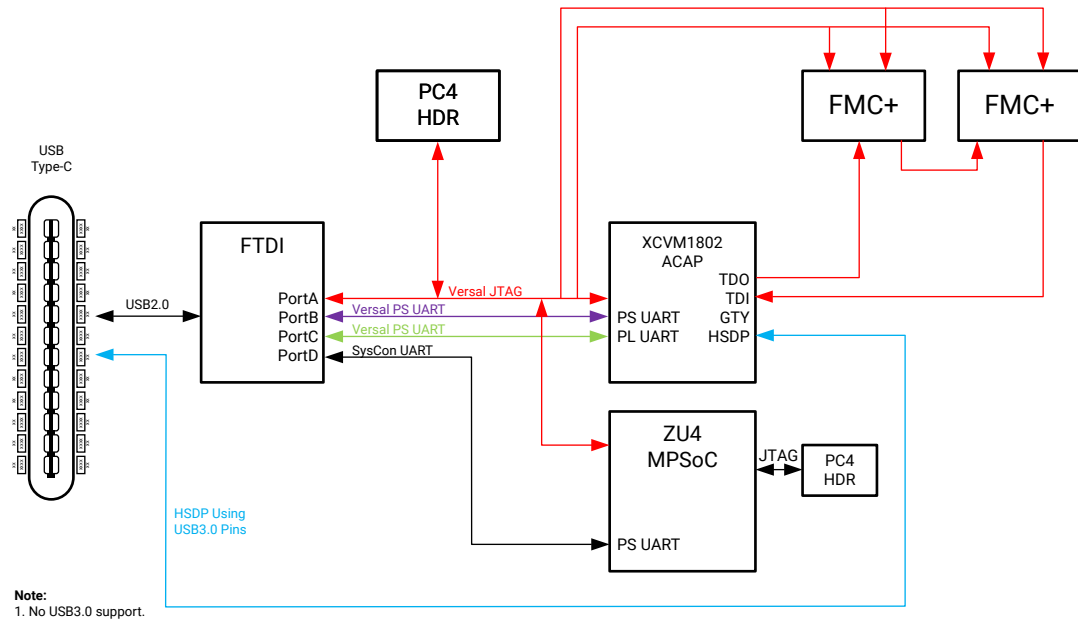 PC4
HDR
FMC+
FMC+
USB
Type-C
FTDI
XCVM1802
ACAP
TDO
TDI
GTY
HSDP
PortA
PortB
PortC
PortD
Versal JTAG
Versal PS UART
Versal PS UART
SysCon UART
PS UART
PL UART
USB2.0
ZU4
MPSoC
JTAG
PC4
HDR
PS UART
HSDP Using
USB3.0 Pins
Note:
1. No USB3.0 support.